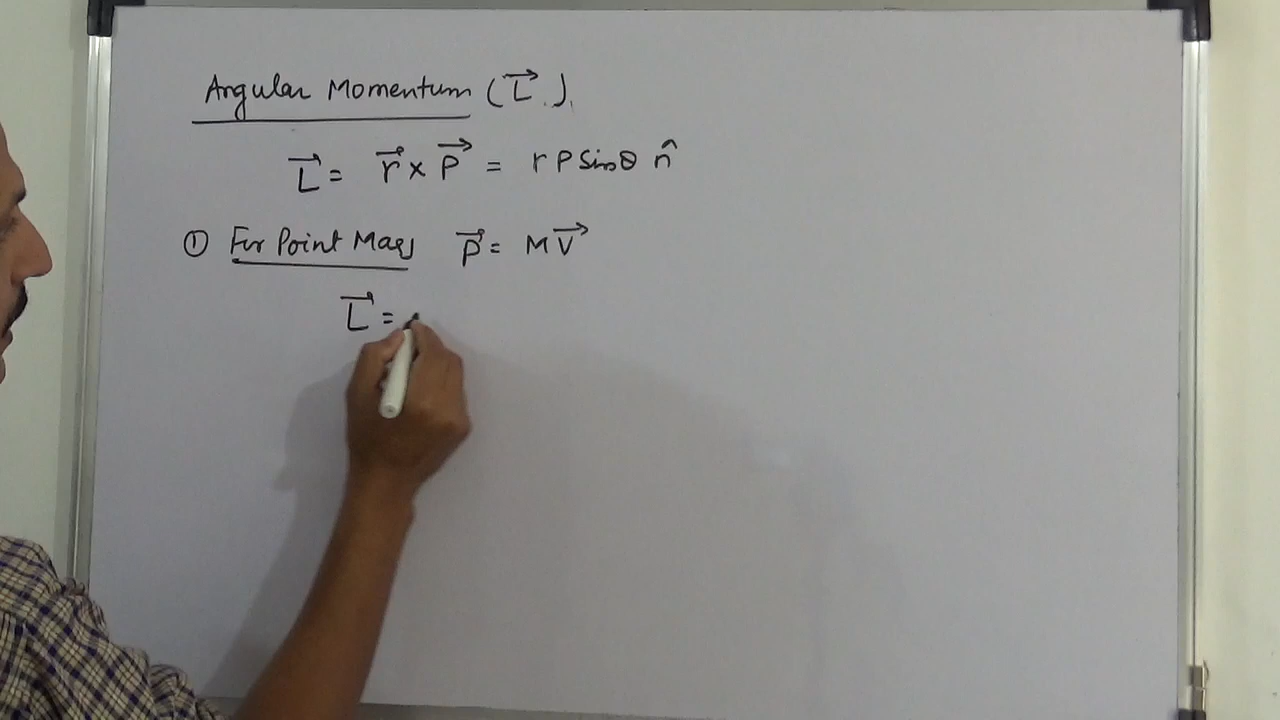 Angular Momentum (L⃗ ).
L⃗ = r⃗ × P⃗ = r P Sinθ n̂
① For Point Mass P⃗ = M V⃗
L⃗ =